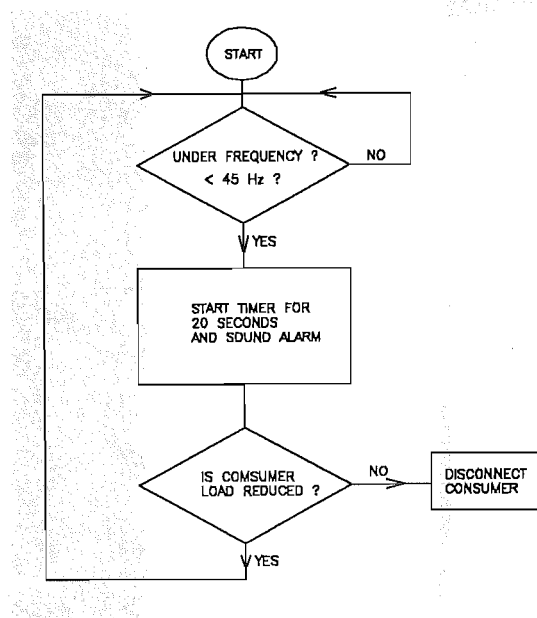 START
UNDER FREQUENCY ?
< 45 Hz ?
NO
YES
START TIMER FOR
20 SECONDS
AND SOUND ALARM
IS COMSUMER
LOAD REDUCED ?
NO
DISCONNECT
CONSUMER
YES